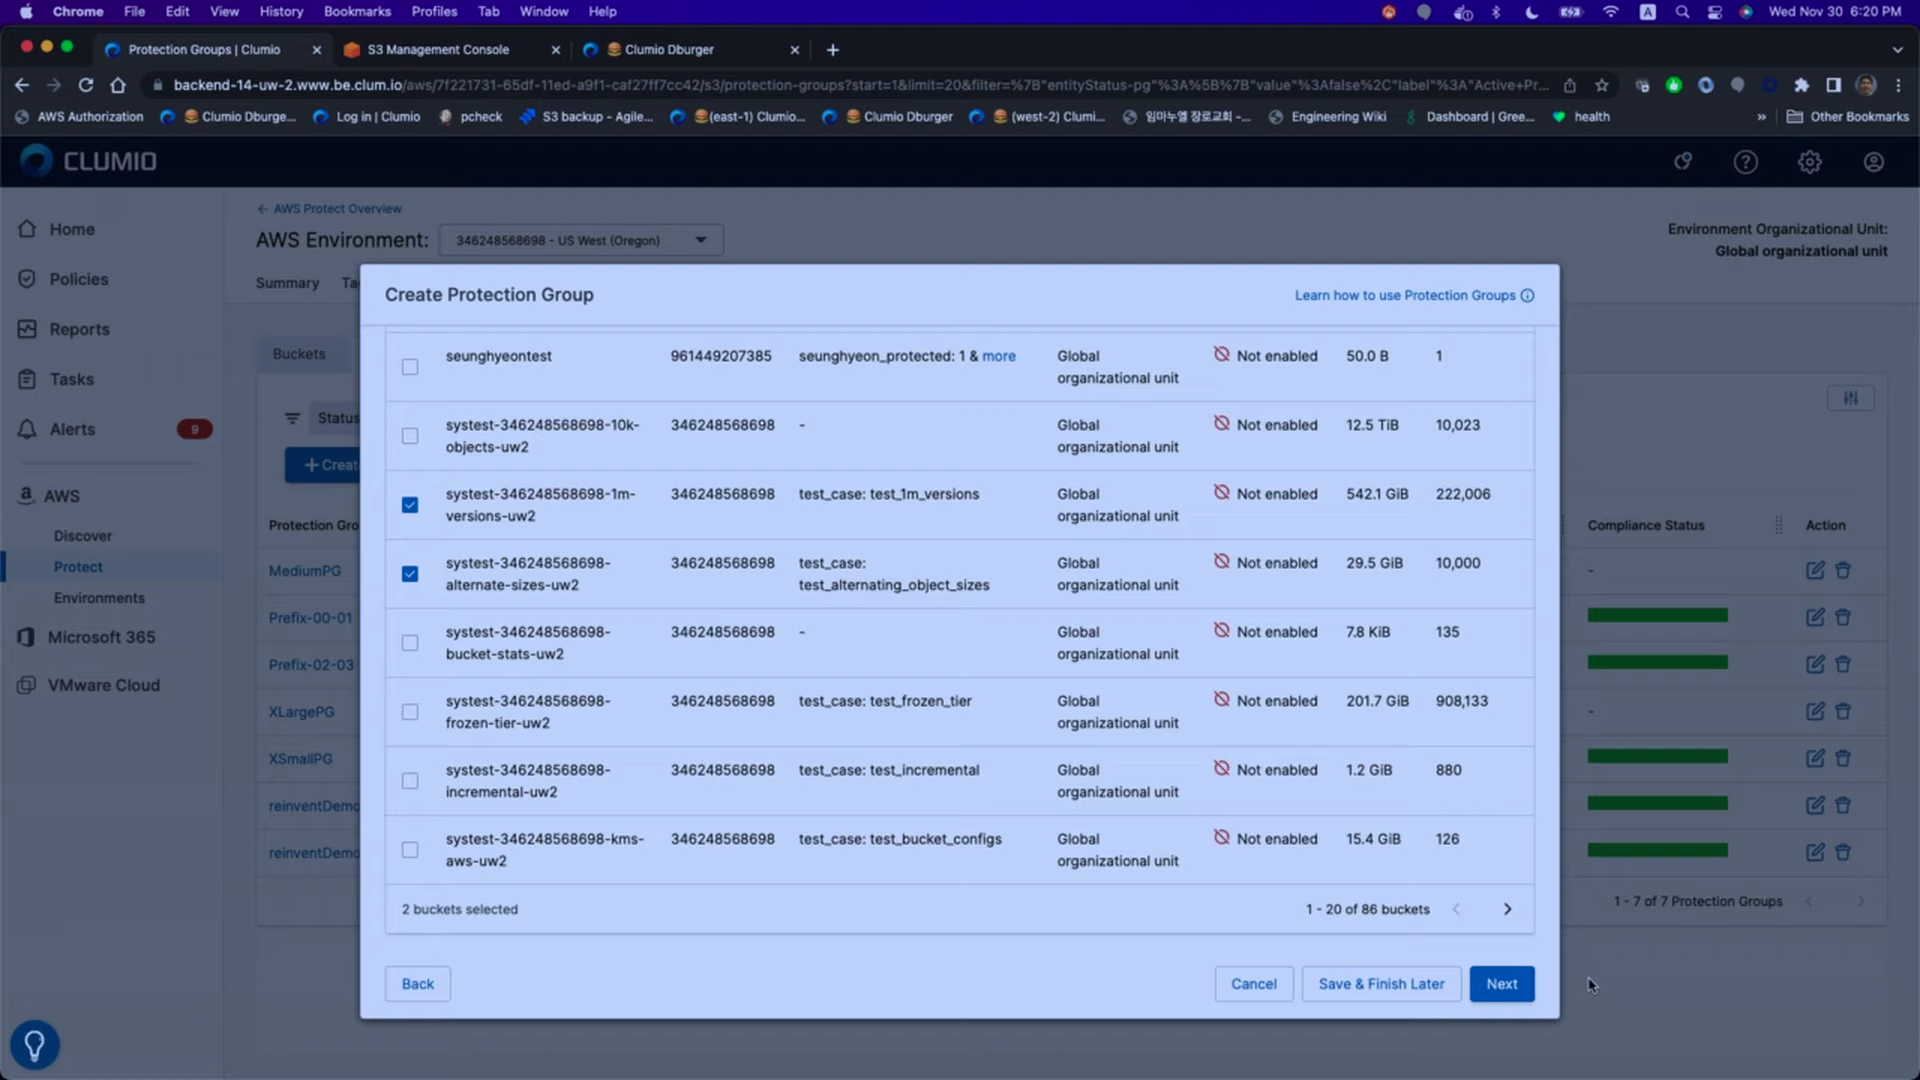 Chrome File Edit View History Bookmarks Profiles Tab Window Help
A
Wed Nov 30 6:20 PM
Protection Groups | Clumio
S3 Management Console
Clumio Dburger
backend-14-uw-2.www.be.clum.io/aws/7f221731-65df-11ed-a9f1-caf27ff7cc42/s3/protection-groups?start=1&limit=20&filter=%7B"entityStatus-pg"%3A%5B%7B"value"%3Afalse%2C"label"%3A"Active+Pr...
AWS Authorization
Clumio Dburge...
Log in | Clumio
pcheck
S3 backup - Agile...
(east-1) Clumio...
Clumio Dburger
(west-2) Clumi...
임마누엘 장로교회 -...
Engineering Wiki
Dashboard | Gree...
health
»
Other Bookmarks
CLUMIO
Home
Policies
Reports
Tasks
Alerts
9
AWS
Discover
Protect
Environments
Microsoft 365
VMware Cloud
← AWS Protect Overview
AWS Environment:
346248568698 - US West (Oregon)
Environment Organizational Unit:
Global organizational unit
Summary
Ta
Buckets
Status
+ Creat
Protection Gro
Compliance Status
Action
MediumPG
-
Prefix-00-01
Prefix-02-03
XLargePG
-
XSmallPG
reinventDemo
reinventDemo
1 - 7 of 7 Protection Groups
Create Protection Group
Learn how to use Protection Groups
seunghyeontest
961449207385
seunghyeon_protected: 1 & more
Global
organizational unit
Not enabled
50.0 B
1
systest-346248568698-10k-
objects-uw2
346248568698
-
Global
organizational unit
Not enabled
12.5 TiB
10,023
systest-346248568698-1m-
versions-uw2
346248568698
test_case: test_1m_versions
Global
organizational unit
Not enabled
542.1 GiB
222,006
systest-346248568698-
alternate-sizes-uw2
346248568698
test_case:
test_alternating_object_sizes
Global
organizational unit
Not enabled
29.5 GiB
10,000
systest-346248568698-
bucket-stats-uw2
346248568698
-
Global
organizational unit
Not enabled
7.8 KiB
135
systest-346248568698-
frozen-tier-uw2
346248568698
test_case: test_frozen_tier
Global
organizational unit
Not enabled
201.7 GiB
908,133
systest-346248568698-
incremental-uw2
346248568698
test_case: test_incremental
Global
organizational unit
Not enabled
1.2 GiB
880
systest-346248568698-kms-
aws-uw2
346248568698
test_case: test_bucket_configs
Global
organizational unit
Not enabled
15.4 GiB
126
2 buckets selected
1 - 20 of 86 buckets
Back
Cancel
Save & Finish Later
Next